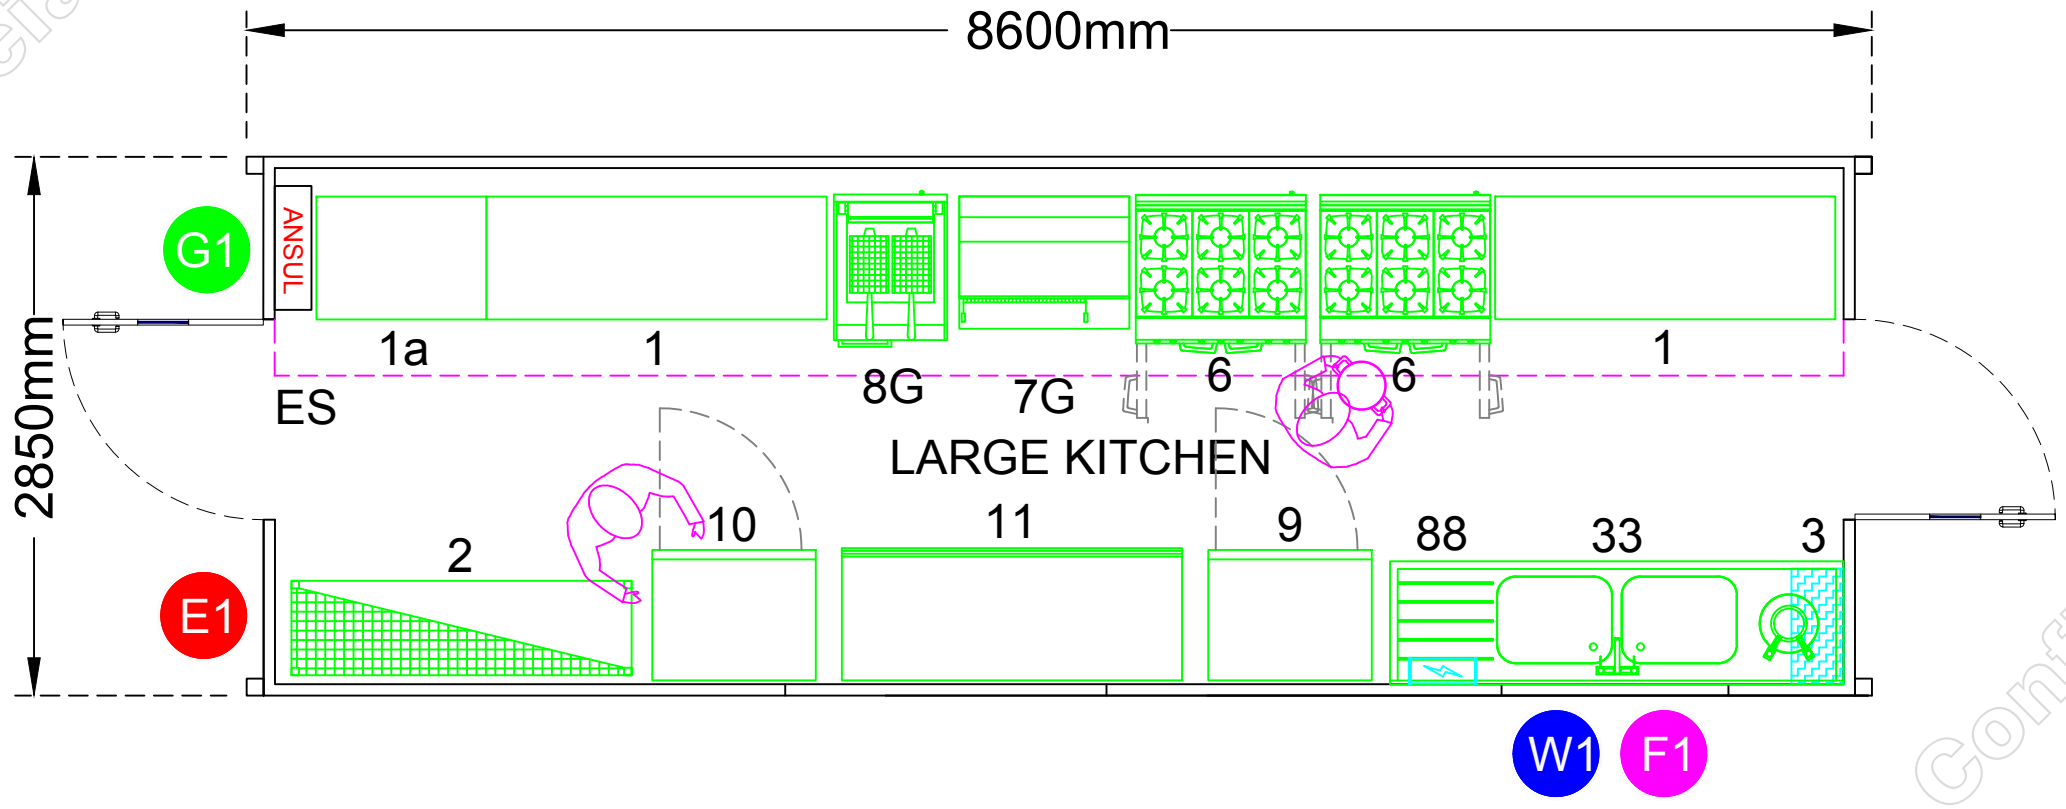 8600mm
2850mm
G1
ANSUL
1a
1
8G
7G
6
6
1
ES
LARGE KITCHEN
2
10
11
9
88
33
3
E1
W1
F1